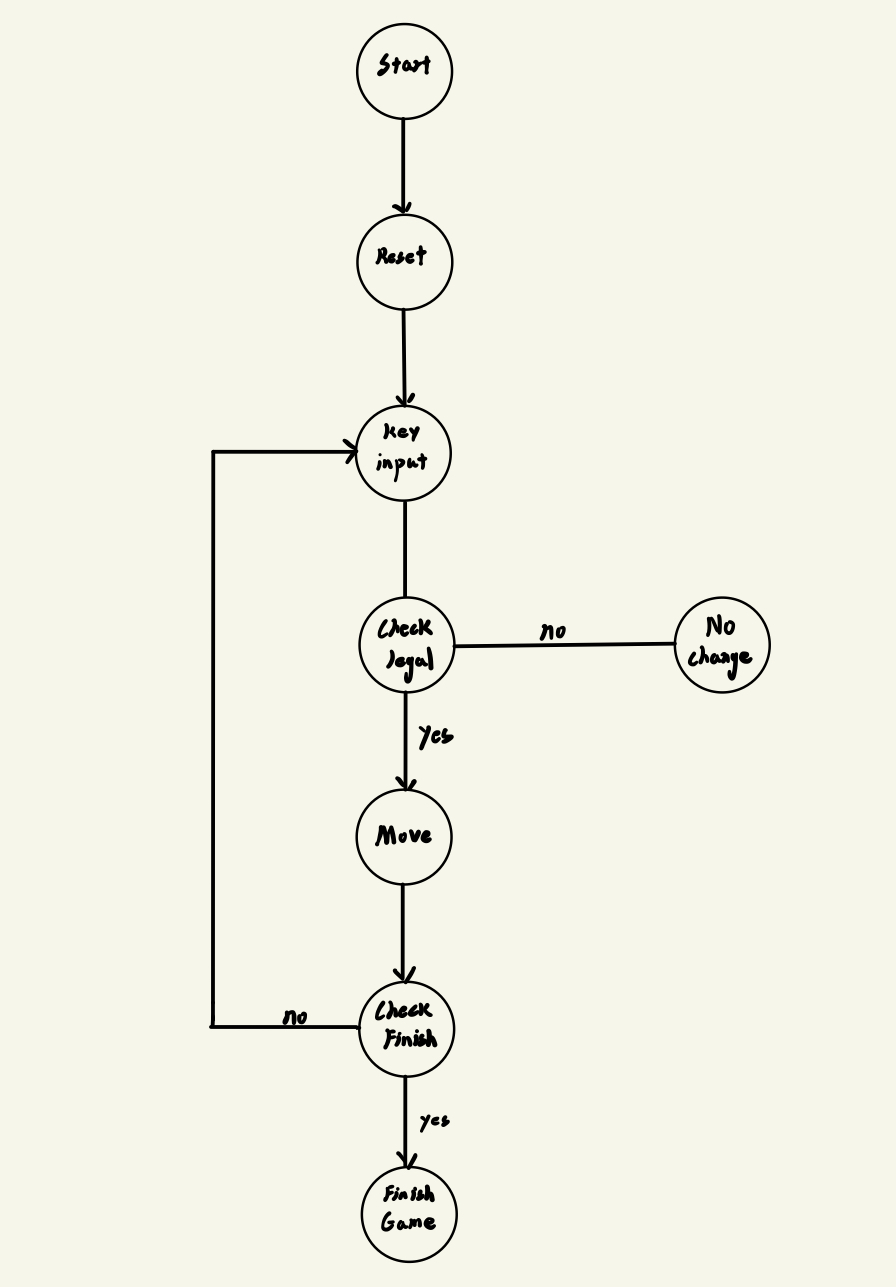 Start
Reset
Key
input
Check
legal
no
No
change
yes
Move
Check
Finish
no
yes
Finish
Game